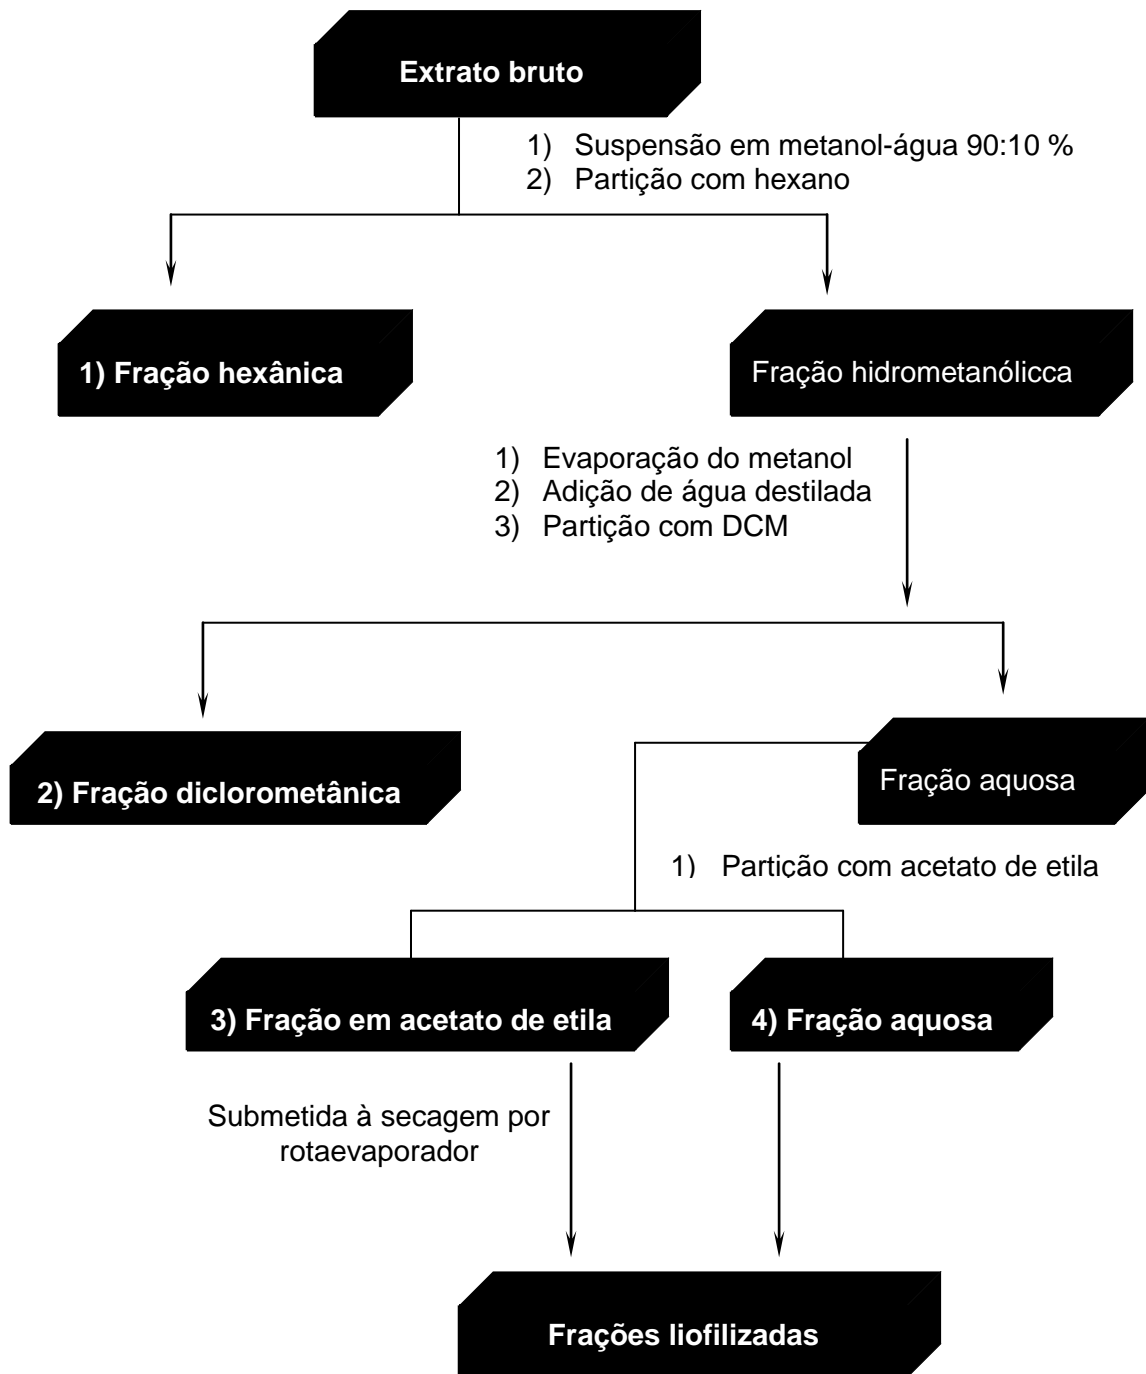 Extrato bruto
1) Suspensão em metanol-água 90:10 %
2) Partição com hexano
1) Fração hexânica
Fração hidrometanólicca
1) Evaporação do metanol
2) Adição de água destilada
3) Partição com DCM
2) Fração diclorometânica
Fração aquosa
1) Partição com acetato de etila
3) Fração em acetato de etila
4) Fração aquosa
Submetida à secagem por
rotaevaporador
Frações liofilizadas